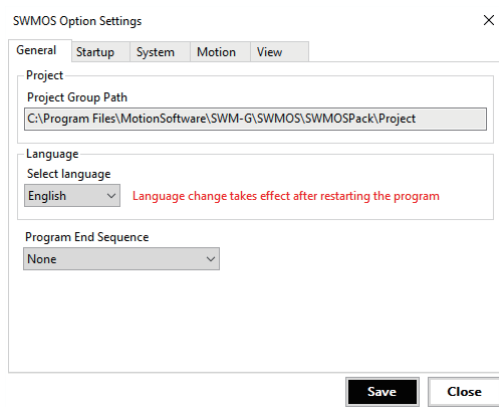 SWMOS Option Settings
General Startup System Motion View
Project
Project Group Path
C:\Program Files\MotionSoftware\SWM-G\SWMOS\SWMOSPack\Project
Language
Select language
English Language change takes effect after restarting the program
Program End Sequence
None
Save Close